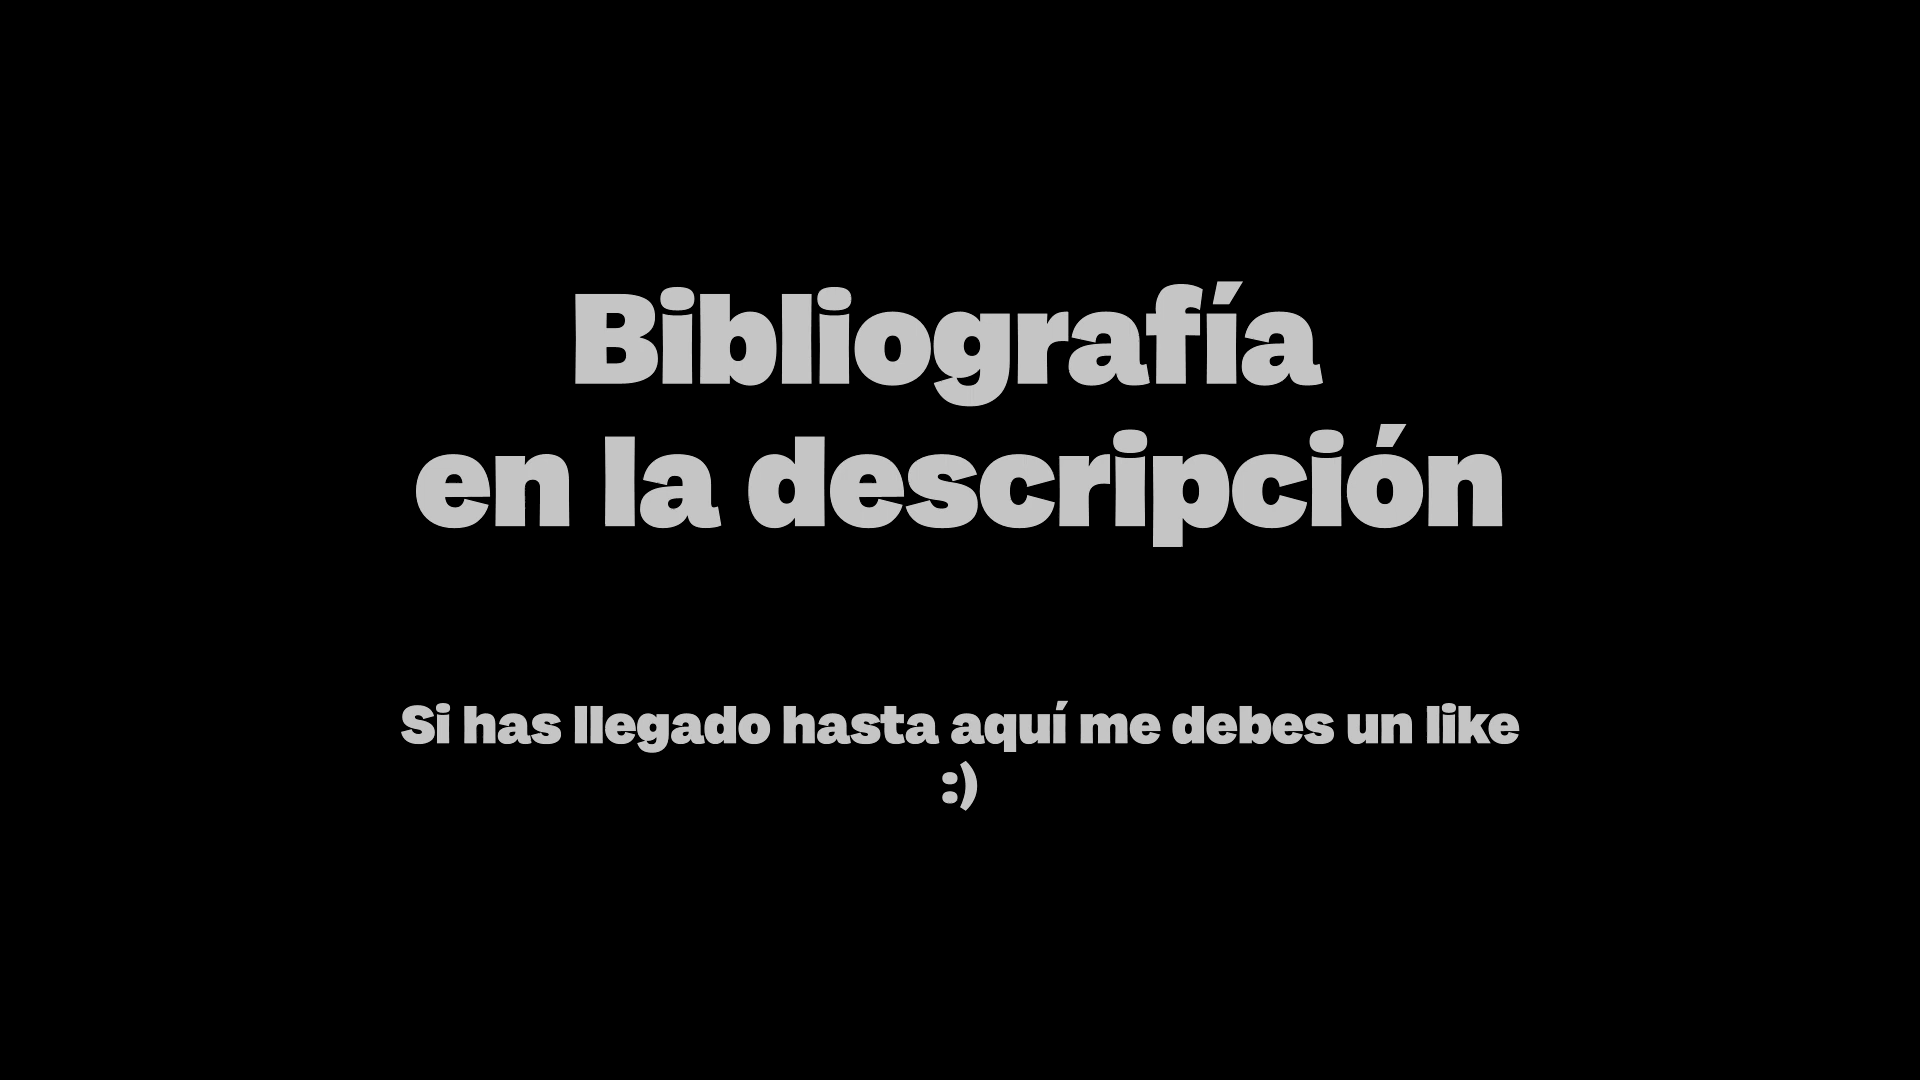 Bibliografía
en la descripción
Si has llegado hasta aquí me debes un like
:)